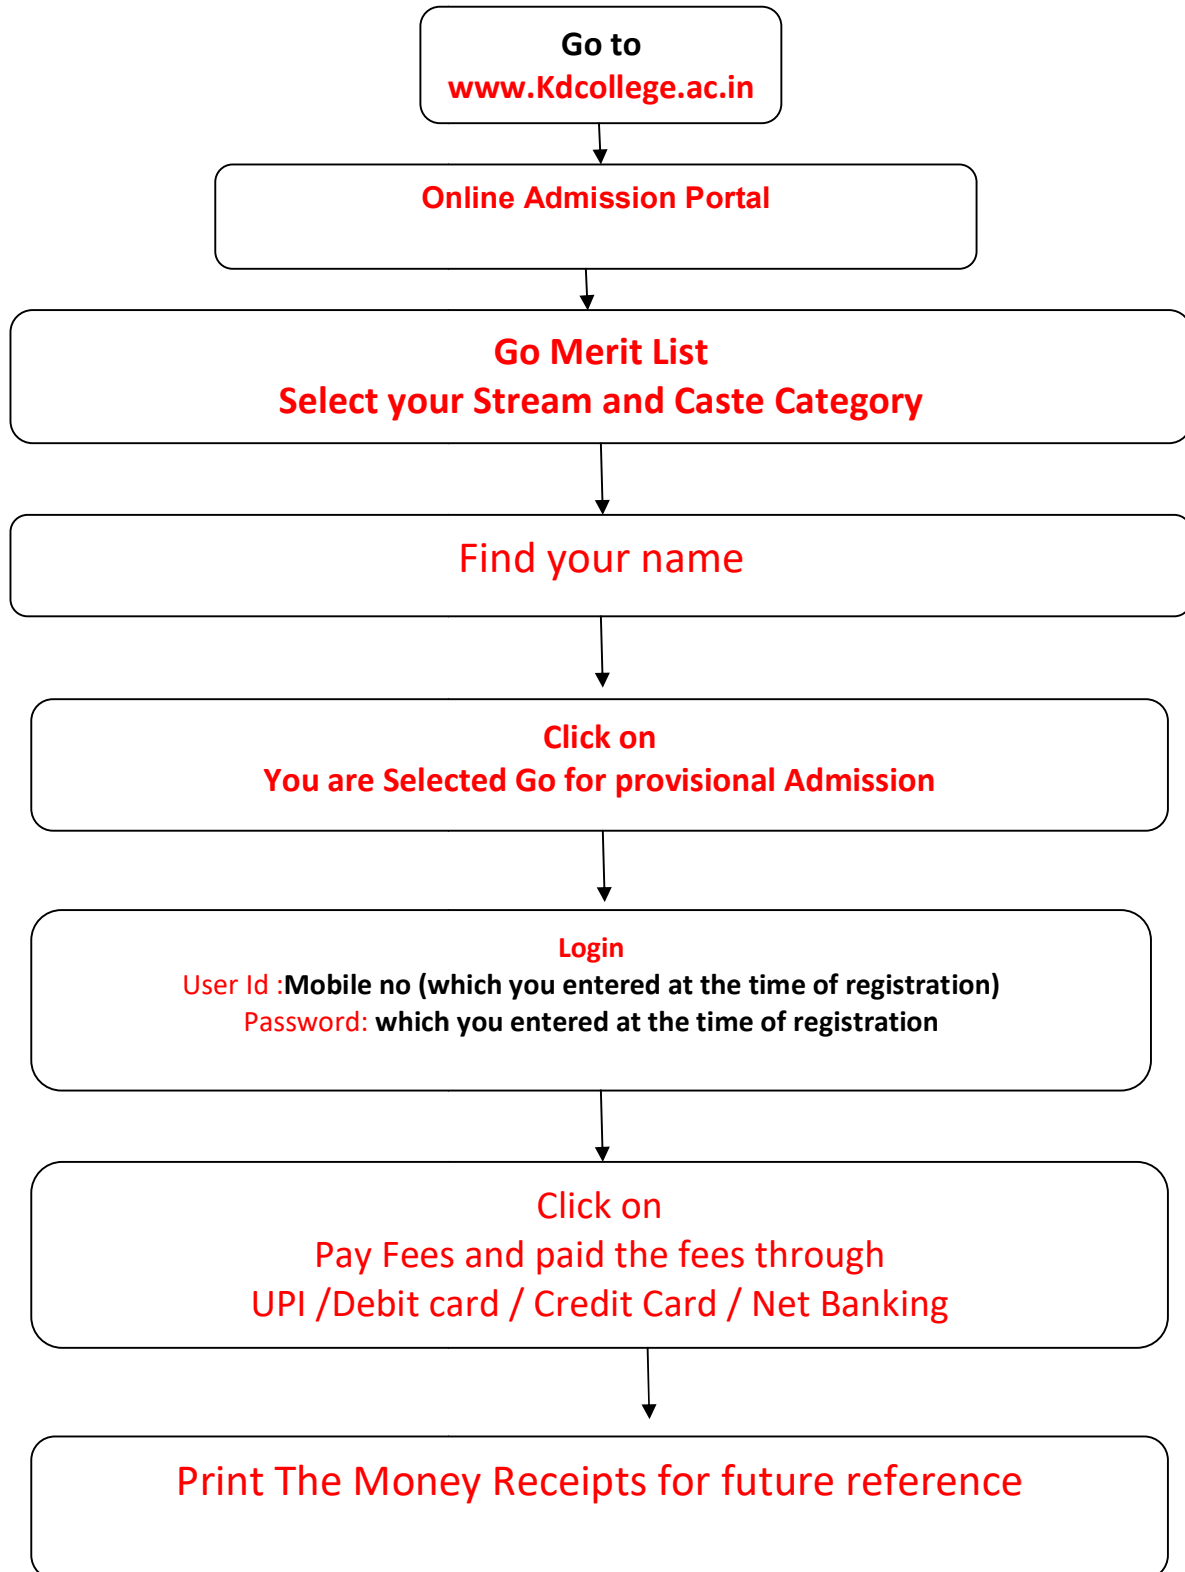 Go to
www.Kdcollege.ac.in
Online Admission Portal
Go Merit List
Select your Stream and Caste Category
Find your name
Click on
You are Selected Go for provisional Admission
Login
User Id :Mobile no (which you entered at the time of registration)
Password: which you entered at the time of registration
Click on
Pay Fees and paid the fees through
UPI /Debit card / Credit Card / Net Banking
Print The Money Receipts for future reference